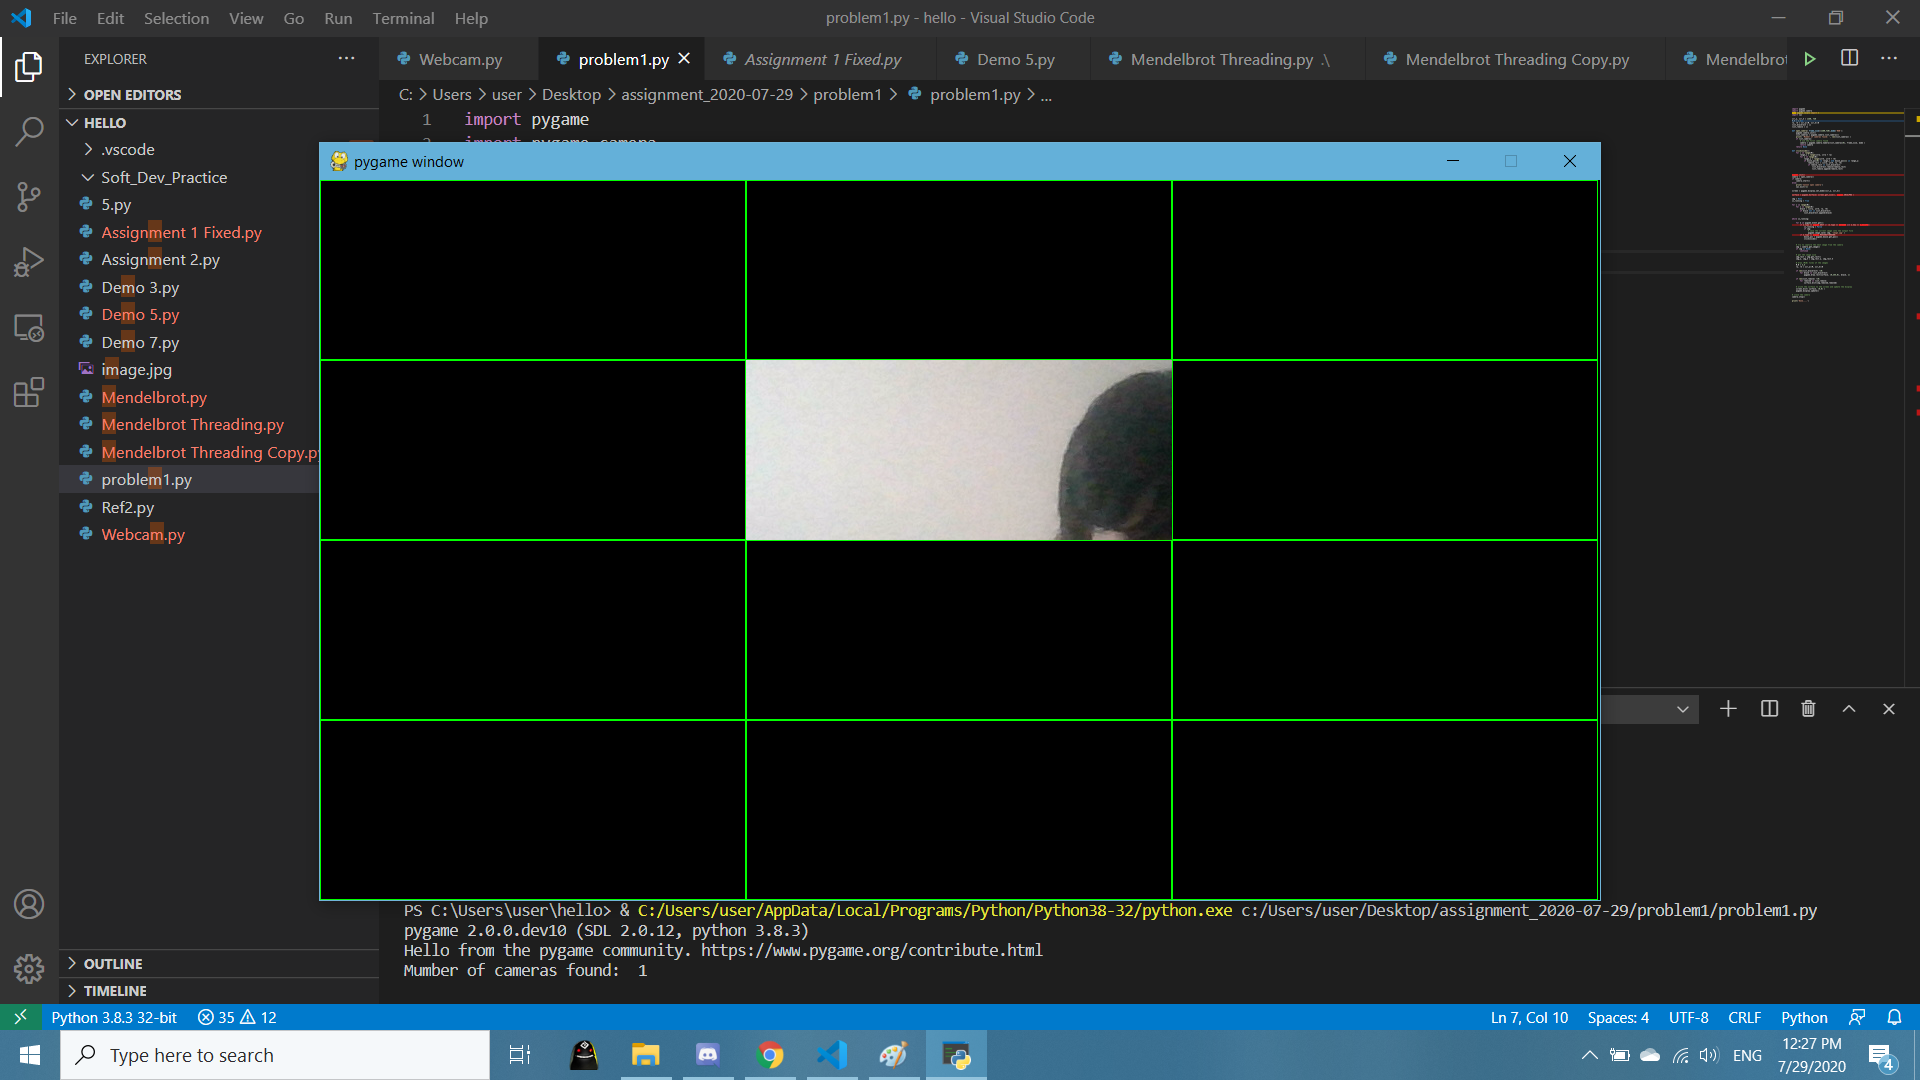 File Edit Selection View Go Run Terminal Help
problem1.py - hello - Visual Studio Code
EXPLORER
Webcam.py
problem1.py
Assignment 1 Fixed.py
Demo 5.py
Mendelbrot Threading.py .\
Mendelbrot Threading Copy.py
Mendelbrot
OPEN EDITORS
C: > Users > user > Desktop > assignment_2020-07-29 > problem1 > problem1.py > ...
HELLO
1 import pygame
import pygame.camera
.vscode
pygame window
Soft_Dev_Practice
5.py
Assignment 1 Fixed.py
Assignment 2.py
Demo 3.py
Demo 5.py
Demo 7.py
image.jpg
Mendelbrot.py
Mendelbrot Threading.py
Mendelbrot Threading Copy.py
problem1.py
Ref2.py
Webcam.py
PS C:\Users\user\hello> & C:/Users/user/AppData/Local/Programs/Python/Python38-32/python.exe c:/Users/user/Desktop/assignment_2020-07-29/problem1/problem1.py
pygame 2.0.0.dev10 (SDL 2.0.12, python 3.8.3)
Hello from the pygame community. https://www.pygame.org/contribute.html
Mumber of cameras found:  1
OUTLINE
TIMELINE
Python 3.8.3 32-bit
35
12
Ln 7, Col 10
Spaces: 4
UTF-8
CRLF
Python
Type here to search
ENG
12:27 PM
7/29/2020
4